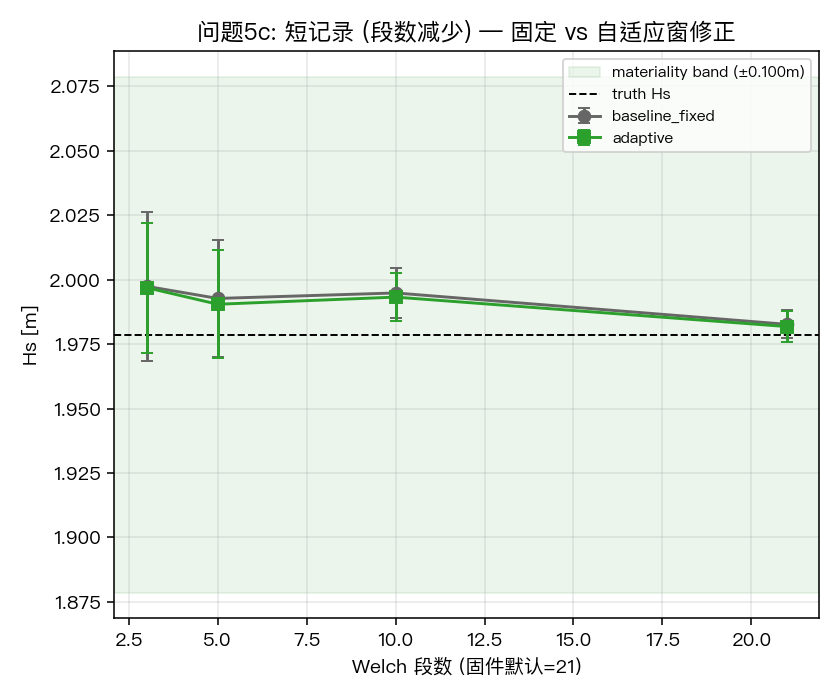 问题5c: 短记录 (段数减少) — 固定 vs 自适应窗修正
materiality band (±0.100m)
truth Hs
baseline_fixed
adaptive
Hs [m]
2.075
2.050
2.025
2.000
1.975
1.950
1.925
1.900
1.875
2.5 5.0 7.5 10.0 12.5 15.0 17.5 20.0
Welch 段数 (固件默认=21)